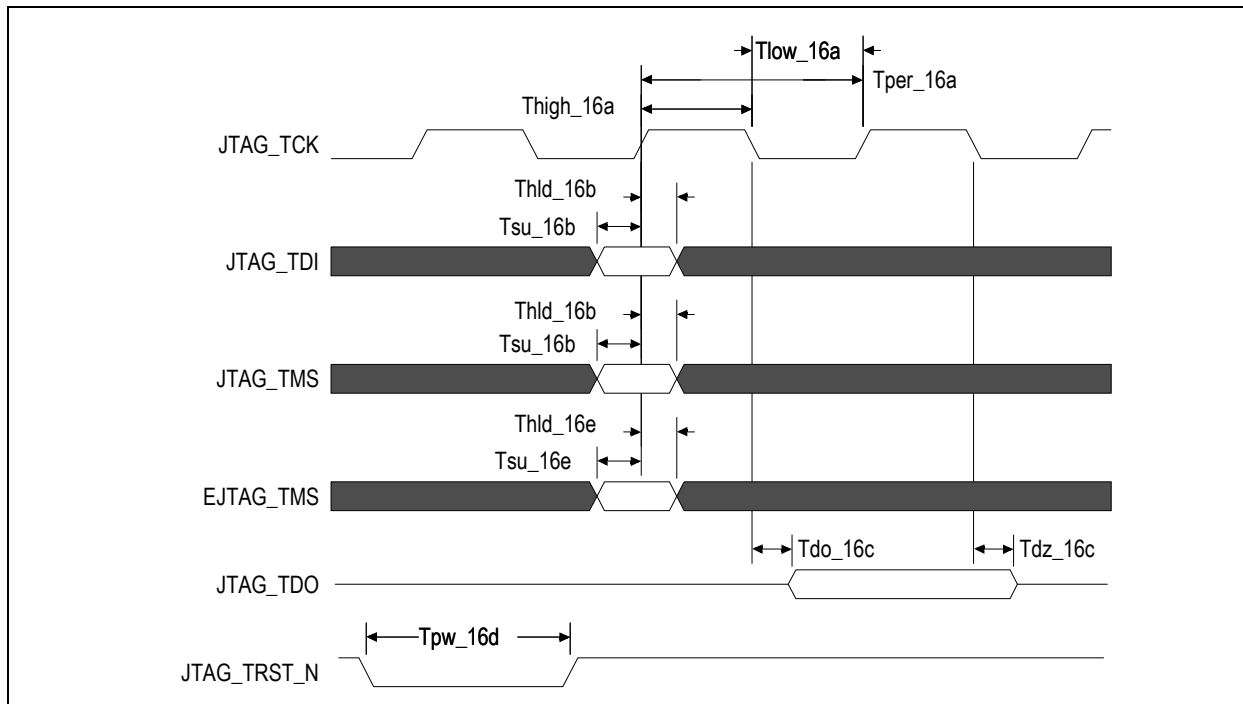 Tlow_16a
Tper_16a
Thigh_16a
JTAG_TCK
Thld_16b
Tsu_16b
JTAG_TDI
Thld_16b
Tsu_16b
JTAG_TMS
Thld_16e
Tsu_16e
EJTAG_TMS
Tdo_16c
Tdz_16c
JTAG_TDO
Tpw_16d
JTAG_TRST_N